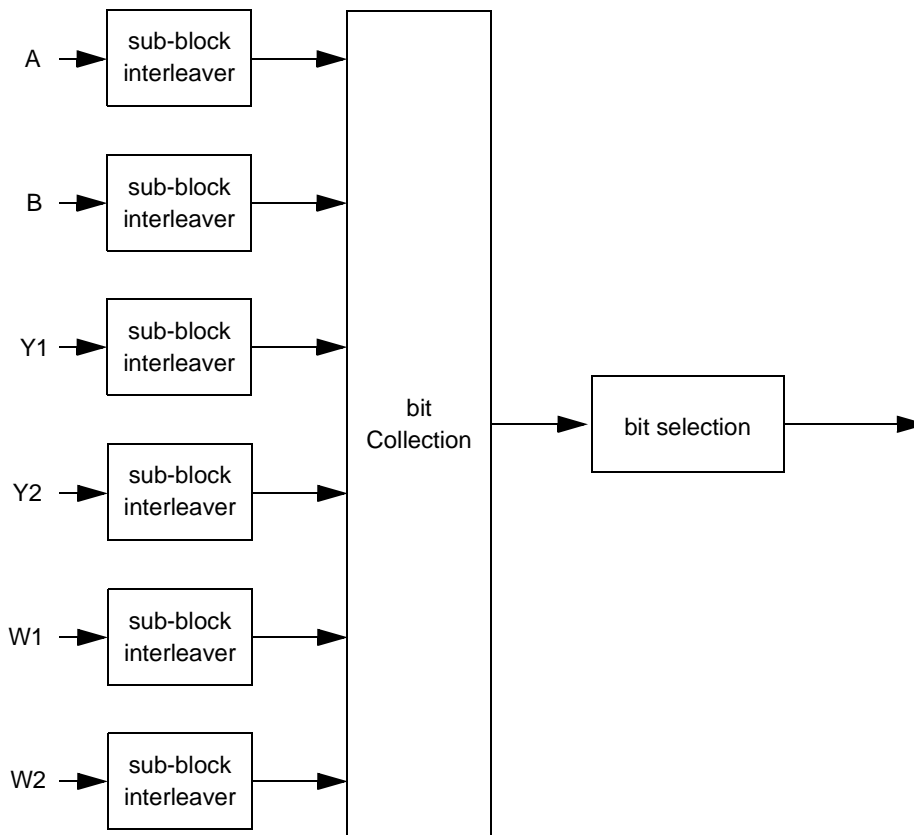 A
sub-block
interleaver
B
sub-block
interleaver
Y1
sub-block
interleaver
Y2
sub-block
interleaver
W1
sub-block
interleaver
W2
sub-block
interleaver
bit
Collection
bit selection